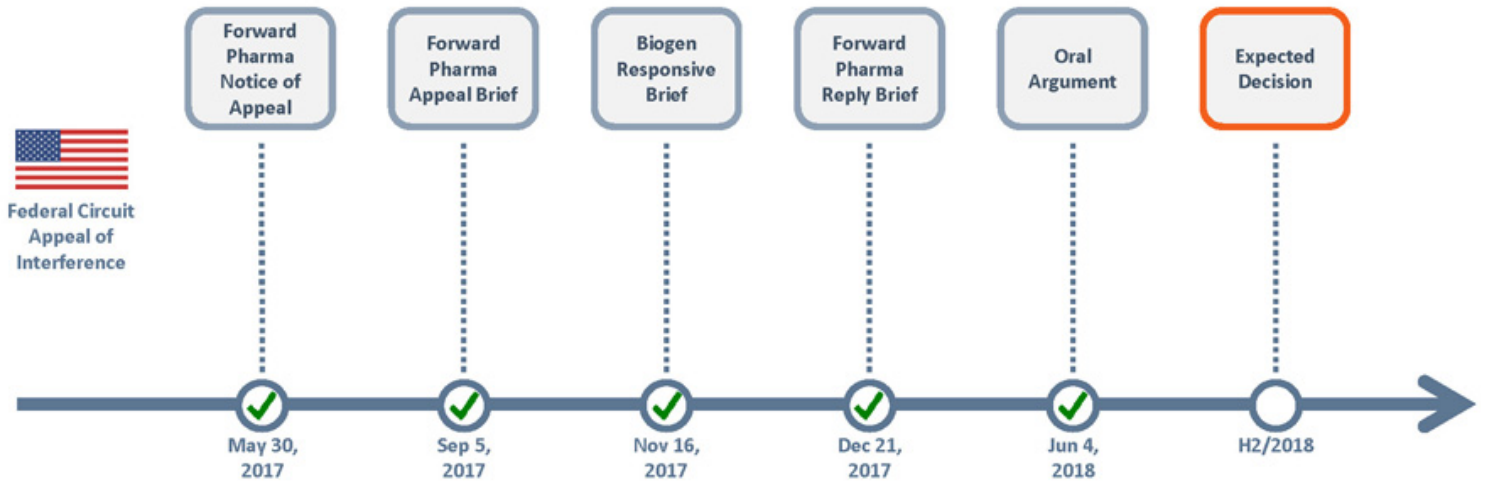 Forward
Pharma
Notice of
Appeal
Forward
Pharma
Appeal Brief
Biogen
Responsive
Brief
Forward
Pharma
Reply Brief
Oral
Argument
Expected
Decision
Federal Circuit
Appeal of
Interference
May 30,
2017
Sep 5,
2017
Nov 16,
2017
Dec 21,
2017
Jun 4,
2018
H2/2018